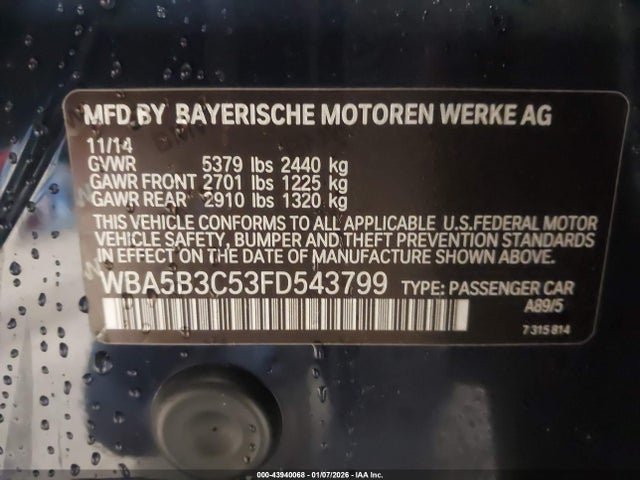 MFD BY BAYERISCHE MOTOREN WERKE AG
11/14
GVWR 5379 lbs 2440 kg
GAWR FRONT 2701 lbs 1225 kg
GAWR REAR 2910 lbs 1320 kg
THIS VEHICLE CONFORMS TO ALL APPLICABLE U.S.FEDERAL MOTOR
VEHICLE SAFETY, BUMPER AND THEFT PREVENTION STANDARDS
IN EFFECT ON THE DATE OF MANUFACTURE SHOWN ABOVE.
WBA5B3C53FD543799 TYPE: PASSENGER CAR
A89/5
7 315 814
000-43940068 - 01/07/2026 - IAA Inc.